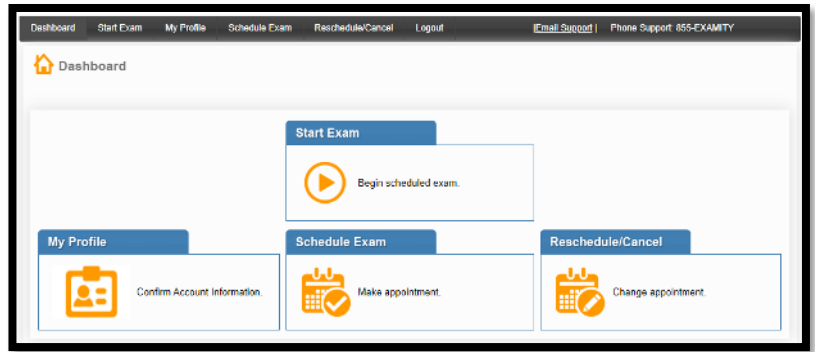 Dashboard Start Exam My Profile Schedule Exam Reschedule/Cancel Logout |Email Support| Phone Support: 855-EXAMITY
Dashboard
Start Exam
Begin scheduled exam.
My Profile
Confirm Account Information.
Schedule Exam
Make appointment.
Reschedule/Cancel
Change appointment.